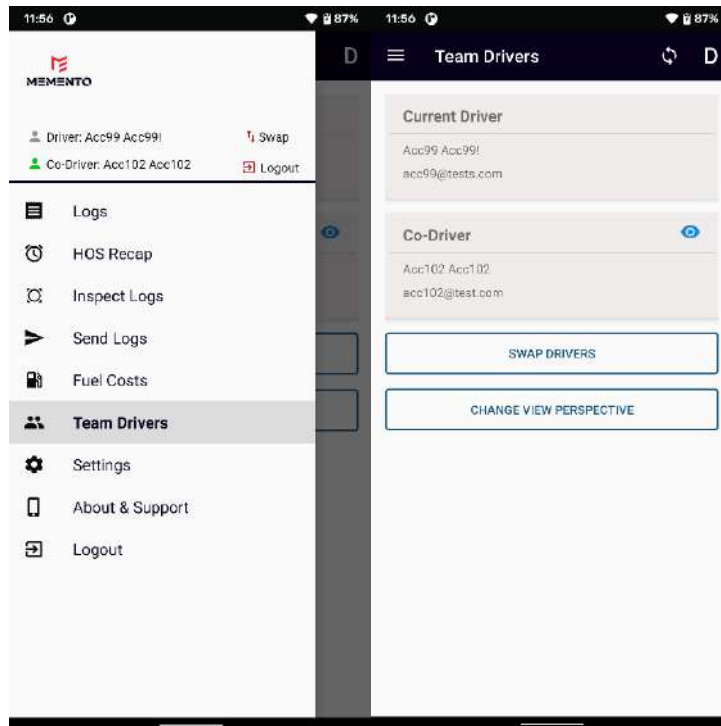 11:56
87%
D
MEMENTO
Driver: Acc99 Acc99!
Swap
Co-Driver: Acc102 Acc102
Logout
Logs
HOS Recap
Inspect Logs
Send Logs
Fuel Costs
Team Drivers
Settings
About & Support
Logout
11:56
87%
Team Drivers
D
Current Driver
Acc99 Acc99!
acc99@tests.com
Co-Driver
Acc102 Acc102
acc102@test.com
SWAP DRIVERS
CHANGE VIEW PERSPECTIVE